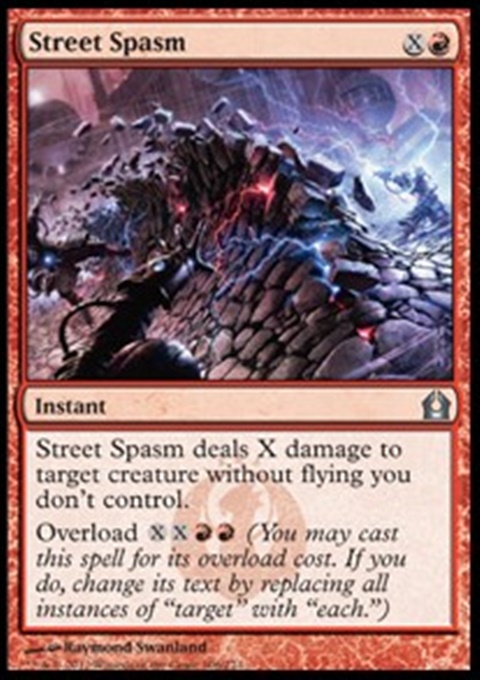 Street Spasm X
Instant
Street Spasm deals X damage to
target creature without flying you
don't control.
Overload X X (You may cast
this spell for its overload cost. If you
do, change its text by replacing all
instances of "target" with "each.")
Raymond Swanland